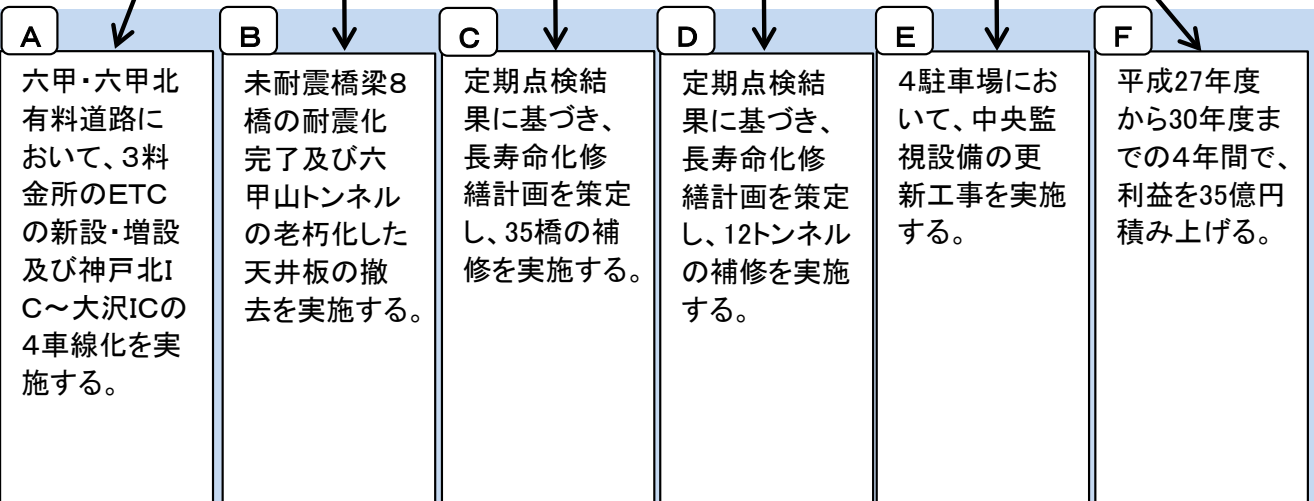 A
六甲・六甲北
有料道路に
おいて、３料
金所のＥＴＣ
の新設・増設
及び神戸北Ｉ
Ｃ～大沢ICの
４車線化を実
施する。
B
未耐震橋梁８
橋の耐震化
完了及び六
甲山トンネル
の老朽化した
天井板の撤
去を実施する。
C
定期点検結
果に基づき、
長寿命化修
繕計画を策定
し、35橋の補
修を実施する。
D
定期点検結
果に基づき、
長寿命化修
繕計画を策定
し、12トンネル
の補修を実施
する。
E
４駐車場にお
いて、中央監
視設備の更
新工事を実施
する。
F
平成27年度
から30年度ま
での４年間で、
利益を35億円
積み上げる。